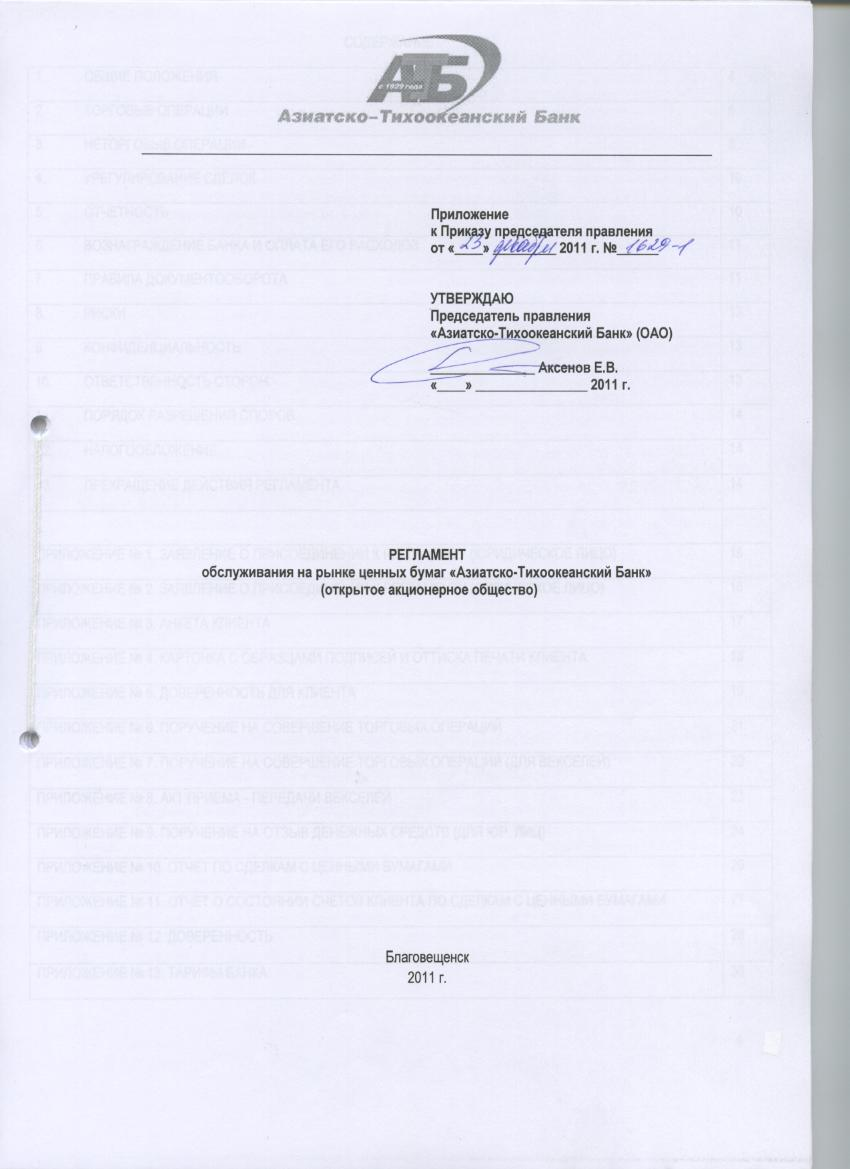 АТБ
с 1929 года
Азиатско-Тихоокеанский Банк
Приложение
к Приказу председателя правления
от « 23 » декабря 2011 г. № 1629-1
УТВЕРЖДАЮ
Председатель правления
«Азиатско-Тихоокеанский Банк» (ОАО)
Аксенов Е.В.
«____» ________________ 2011 г.
РЕГЛАМЕНТ
обслуживания на рынке ценных бумаг «Азиатско-Тихоокеанский Банк»
(открытое акционерное общество)
Благовещенск
2011 г.